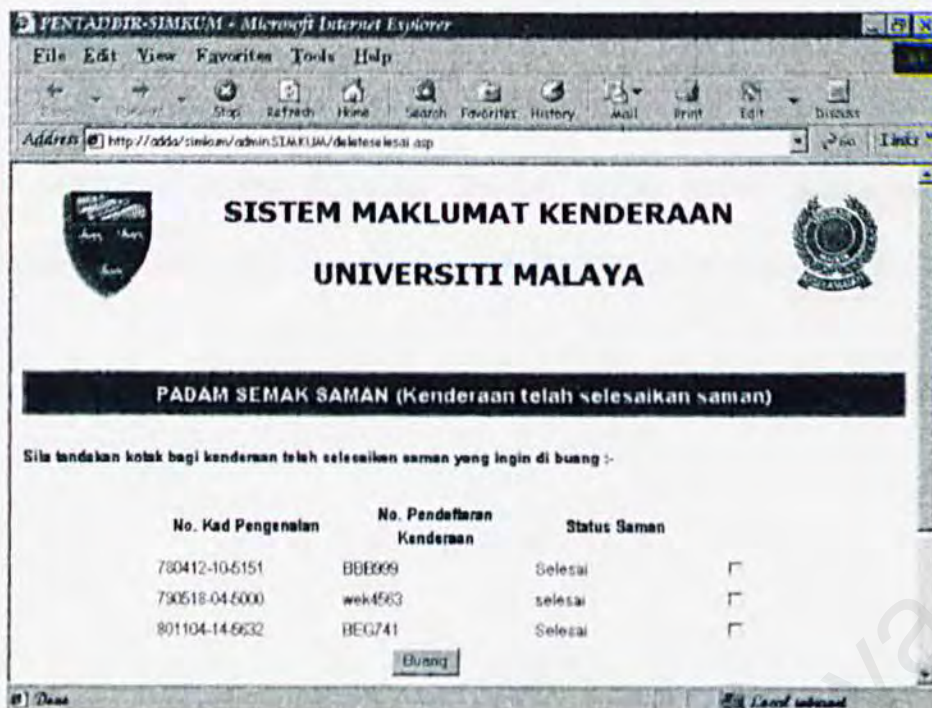 PENTADBIR-SIMKUM - Microsoft Internet Explorer
File Edit View Favorites Tools Help
Stop Refresh Home Search Favorites History Mail Print Edit Discuss
Address http://adda/simkum/adminSIMKUM/deleteselesai.asp Go Links
SISTEM MAKLUMAT KENDERAAN
UNIVERSITI MALAYA
PADAM SEMAK SAMAN (Kenderaan telah selesaikan saman)
Sila tandakan kotak bagi kenderaan telah selesaikan saman yang ingin di buang :-
No. Kad Pengenalan No. Pendaftaran Kenderaan Status Saman
780412-10-5151 BBB999 Selesai
790518-04-5000 wek4563 selesai
801104-14-5632 BEG741 Selesai
Buang
Done Local intranet